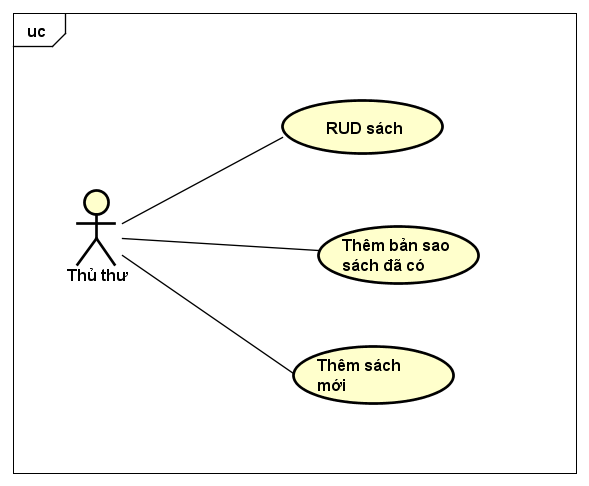 uc
RUD sách
Thêm bản sao
sách đã có
Thủ thư
Thêm sách
mới